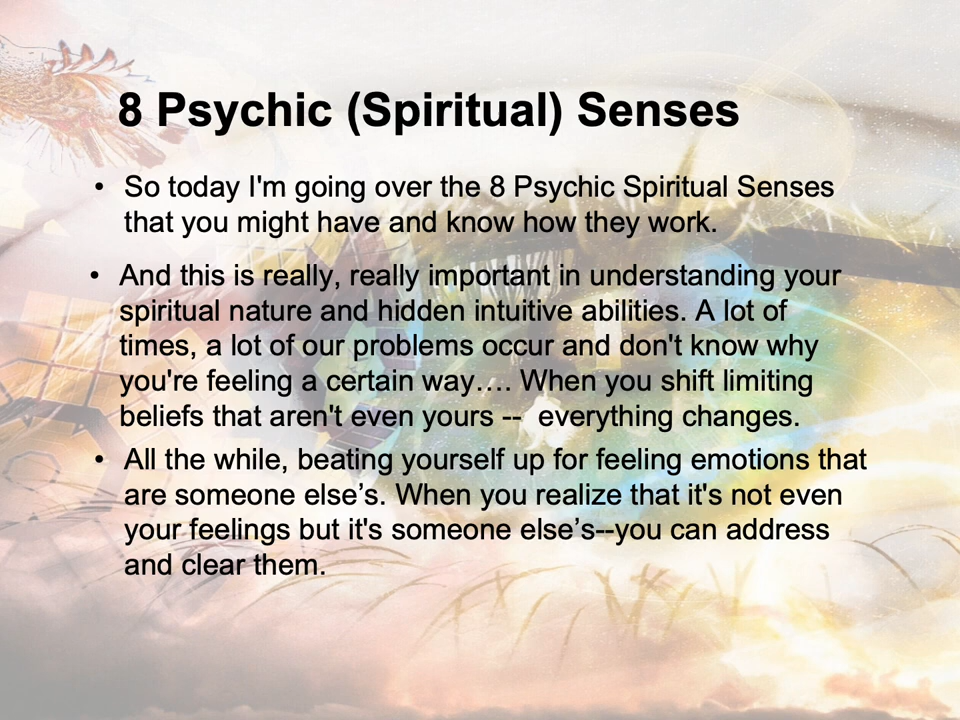 8 Psychic (Spiritual) Senses
• So today I'm going over the 8 Psychic Spiritual Senses
that you might have and know how they work.
• And this is really, really important in understanding your
spiritual nature and hidden intuitive abilities. A lot of
times, a lot of our problems occur and don't know why
you're feeling a certain way…. When you shift limiting
beliefs that aren't even yours --  everything changes.
• All the while, beating yourself up for feeling emotions that
are someone else’s. When you realize that it's not even
your feelings but it's someone else’s--you can address
and clear them.